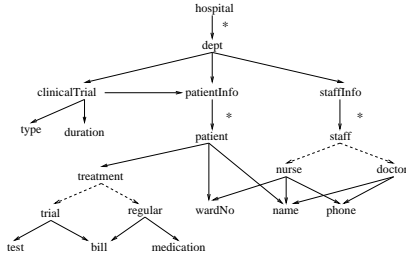 hospital
*
dept
clinicalTrial patientInfo staffInfo
* *
type duration patient staff
treatment nurse doctor
trial regular wardNo name phone
test bill medication